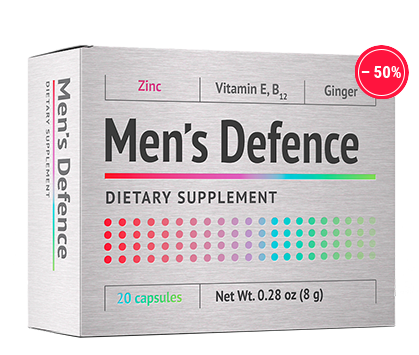 – 50%
Zinc
Vitamin E, B12
Ginger
Men's Defence
DIETARY SUPPLEMENT
20 capsules
Net Wt. 0.28 oz (8 g)
Men's Defence
DIETARY SUPPLEMENT